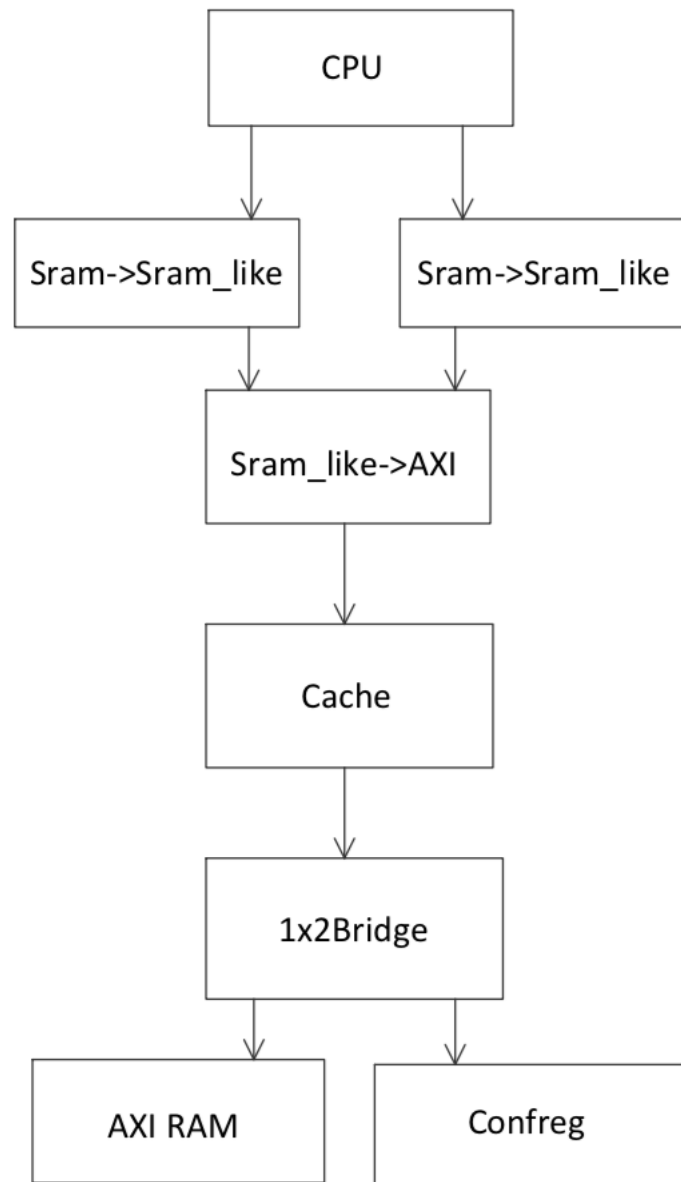 CPU
Sram->Sram_like
Sram->Sram_like
Sram_like->AXI
Cache
1x2Bridge
AXI RAM
Confreg